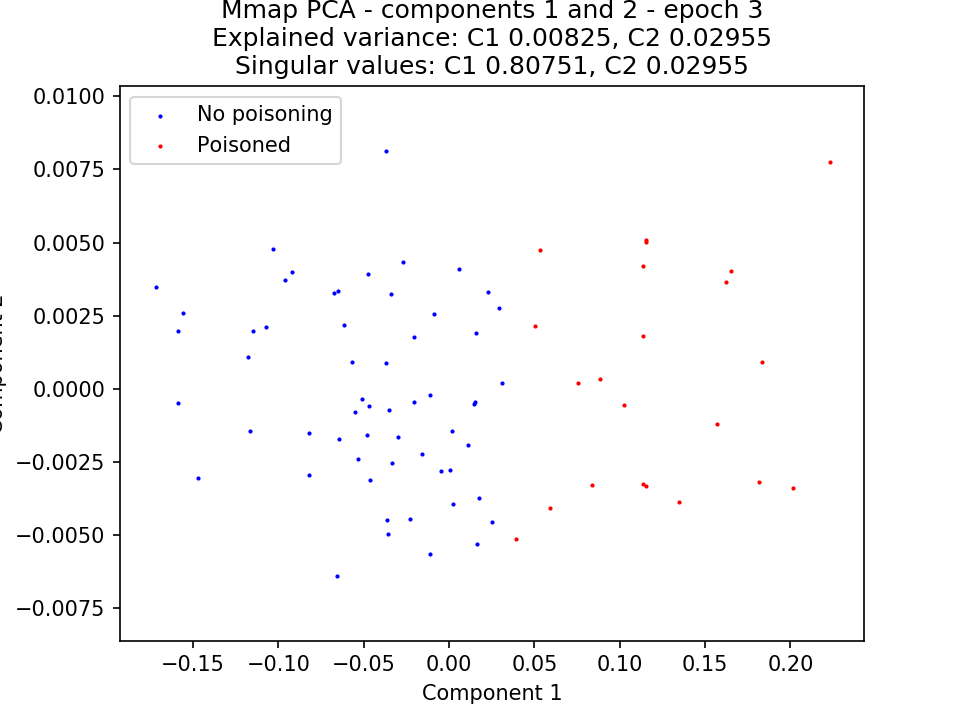 Mmap PCA - components 1 and 2 - epoch 3
Explained variance: C1 0.00825, C2 0.02955
Singular values: C1 0.80751, C2 0.02955
No poisoning
Poisoned
0.0100
0.0075
0.0050
0.0025
0.0000
−0.0025
−0.0050
−0.0075
−0.15 −0.10 −0.05 0.00 0.05 0.10 0.15 0.20
Component 1